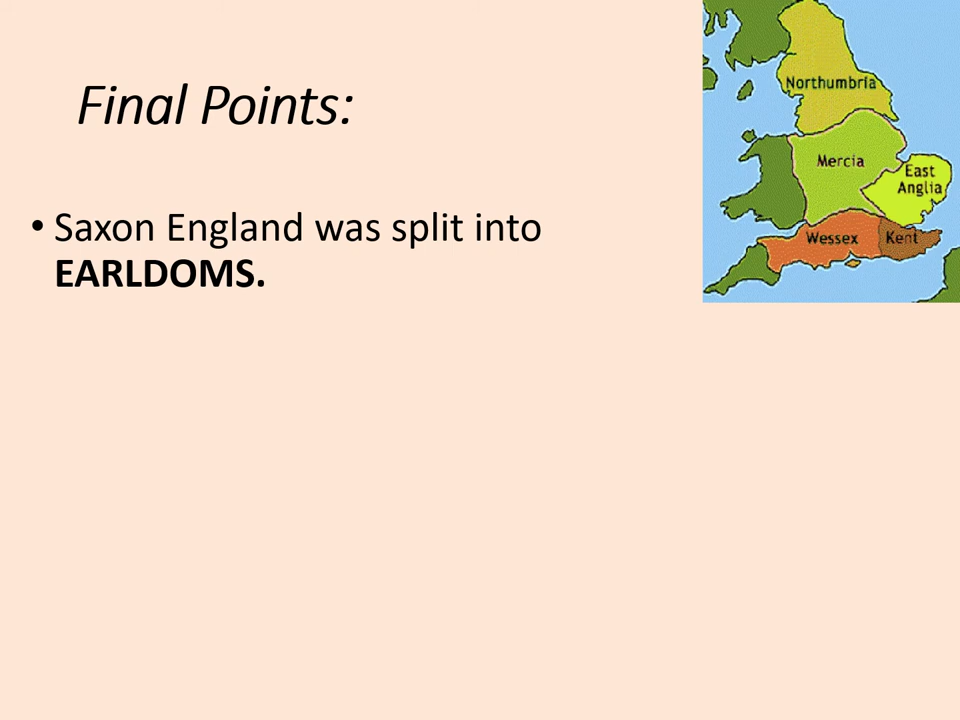 Final Points:
• Saxon England was split into
EARLDOMS.
Northumbria
Mercia
East
Anglia
Wessex
Kent